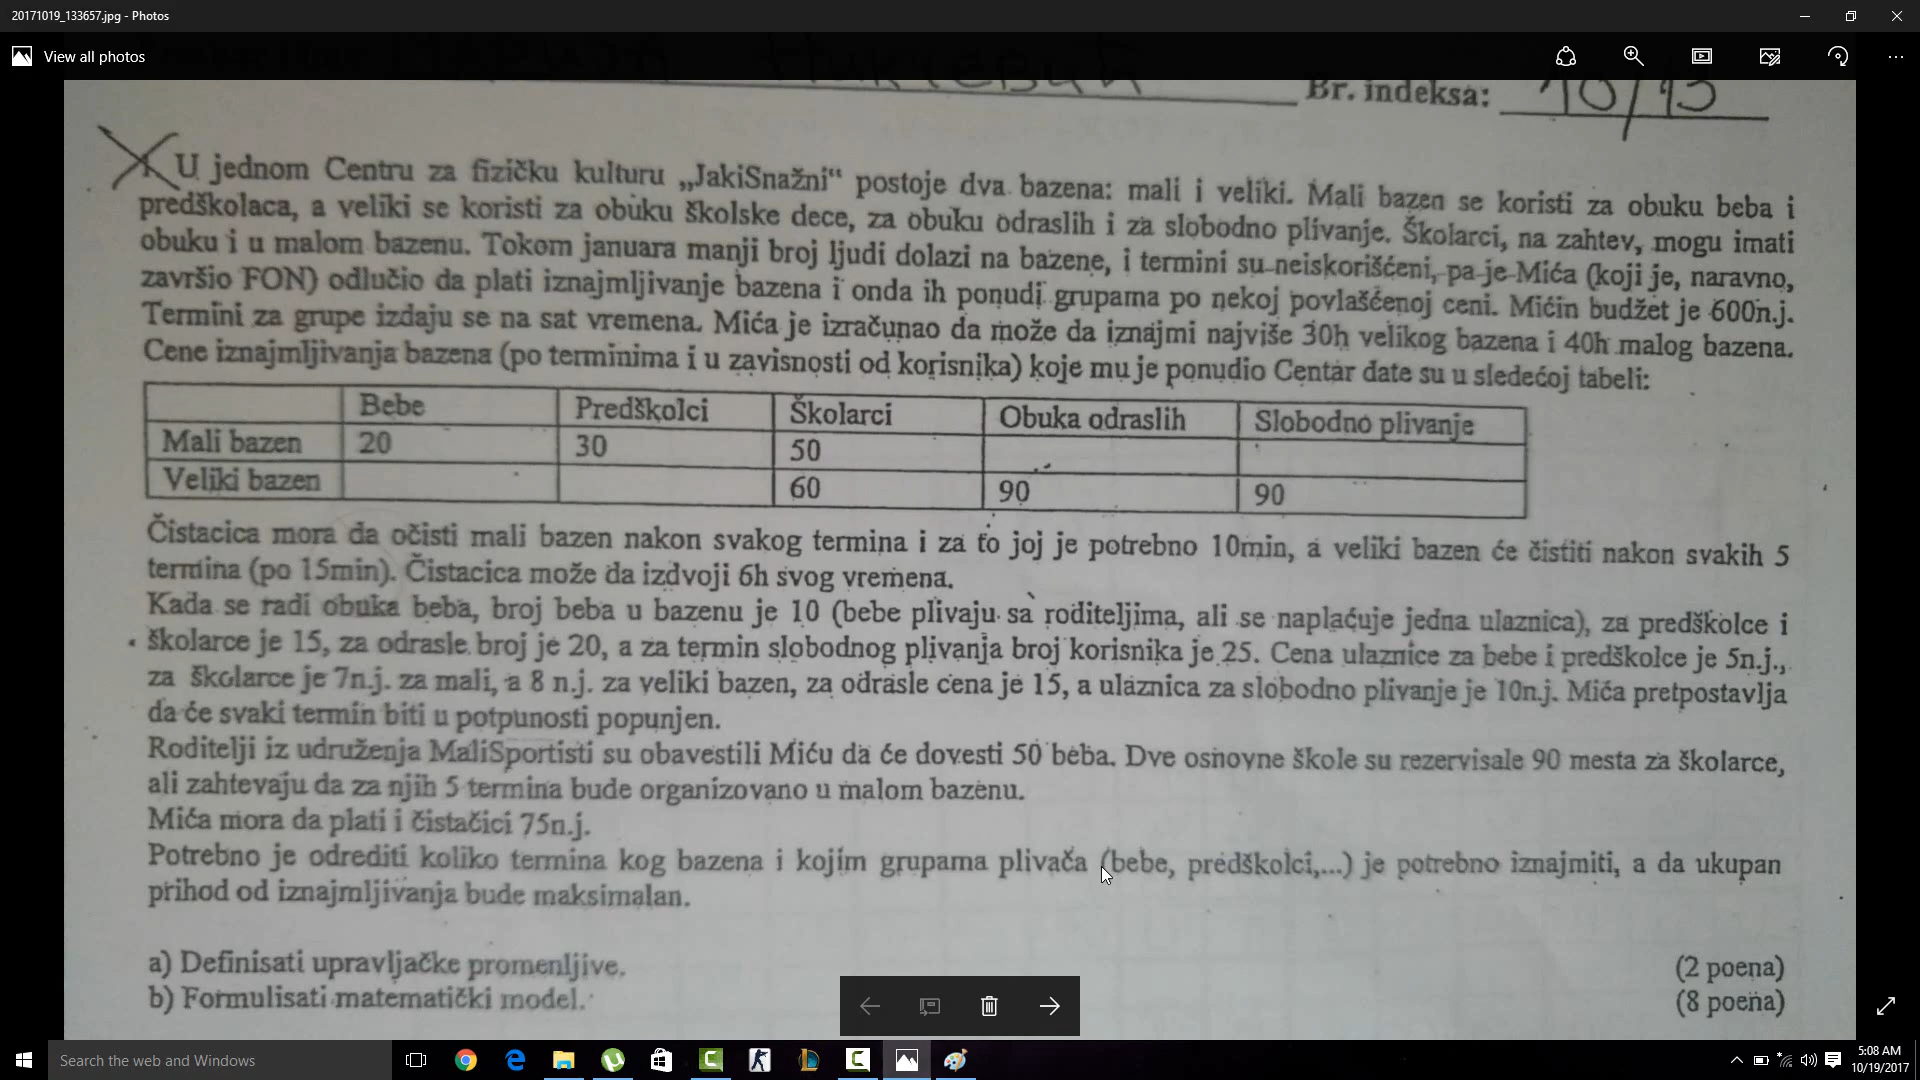 20171019_133657.jpg - Photos
View all photos
Br. indeksa: 10/15
1. U jednom Centru za fizičku kulturu „JakiSnažni“ postoje dva bazena: mali i veliki. Mali bazen se koristi za obuku beba i
predškolaca, a veliki se koristi za obuku školske dece, za obuku odraslih i za slobodno plivanje. Školarci, na zahtev, mogu imati
obuku i u malom bazenu. Tokom januara manji broj ljudi dolazi na bazene, i termini su neiskorišćeni, pa je Mića (koji je, naravno,
završio FON) odlučio da plati iznajmljivanje bazena i onda ih ponudi grupama po nekoj povlašćenoj ceni. Mićin budžet je 600n.j.
Termini za grupe izdaju se na sat vremena. Mića je izračunao da može da iznajmi najviše 30h velikog bazena i 40h malog bazena.
Cene iznajmljivanja bazena (po terminima i u zavisnosti od korisnika) koje mu je ponudio Centar date su u sledećoj tabeli:
Bebe Predškolci Školarci Obuka odraslih Slobodno plivanje
Mali bazen 20 30 50
Veliki bazen 60 90 90
Čistacica mora da očisti mali bazen nakon svakog termina i za to joj je potrebno 10min, a veliki bazen će čistiti nakon svakih 5
termina (po 15min). Čistacica može da izdvoji 6h svog vremena.
Kada se radi obuka beba, broj beba u bazenu je 10 (bebe plivaju sa roditeljima, ali se naplaćuje jedna ulaznica), za predškolce i
školarce je 15, za odrasle broj je 20, a za termin slobodnog plivanja broj korisnika je 25. Cena ulaznice za bebe i predškolce je 5n.j.,
za školarce je 7n.j. za mali, a 8 n.j. za veliki bazen, za odrasle cena je 15, a ulaznica za slobodno plivanje je 10n.j. Mića pretpostavlja
da će svaki termin biti u potpunosti popunjen.
Roditelji iz udruženja MaliSportisti su obavestili Miću da će dovesti 50 beba. Dve osnovne škole su rezervisale 90 mesta za školarce,
ali zahtevaju da za njih 5 termina bude organizovano u malom bazenu.
Mića mora da plati i čistačici 75n.j.
Potrebno je odrediti koliko termina kog bazena i kojim grupama plivača (bebe, predškolci,...) je potrebno iznajmiti, a da ukupan
prihod od iznajmljivanja bude maksimalan.
a) Definisati upravljačke promenljive. (2 poena)
b) Formulisati matematički model. (8 poena)
Search the web and Windows
5:08 AM
10/19/2017